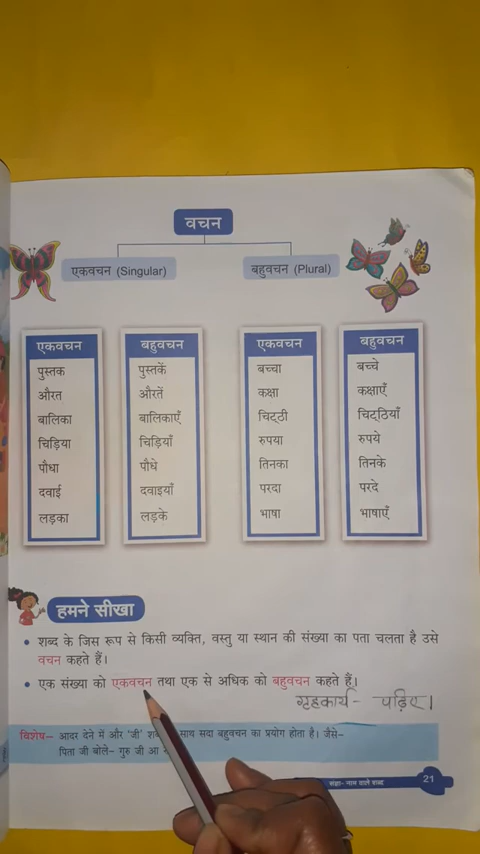 वचन
एकवचन (Singular)
बहुवचन (Plural)
एकवचन
पुस्तक
औरत
बालिका
चिड़िया
पौधा
दवाई
लड़का
बहुवचन
पुस्तकें
औरतें
बालिकाएँ
चिड़ियाँ
पौधे
दवाइयाँ
लड़के
एकवचन
बच्चा
कक्षा
चिट्ठी
रुपया
तिनका
परदा
भाषा
बहुवचन
बच्चे
कक्षाएँ
चिट्ठियाँ
रुपये
तिनके
परदे
भाषाएँ
हमने सीखा
• शब्द के जिस रूप से किसी व्यक्ति, वस्तु या स्थान की संख्या का पता चलता है उसे
वचन कहते हैं।
• एक संख्या को एकवचन तथा एक से अधिक को बहुवचन कहते हैं।
गृहकार्य- पढ़िए।
विशेष– आदर देने में और 'जी' साथ सदा बहुवचन का प्रयोग होता है। जैसे–
पिता जी बोले– गुरु जी आ
संज्ञा- नाम वाले शब्द
21